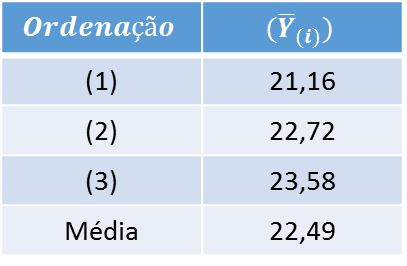 Ordenação (Ȳ(i))
(1) 21,16
(2) 22,72
(3) 23,58
Média 22,49